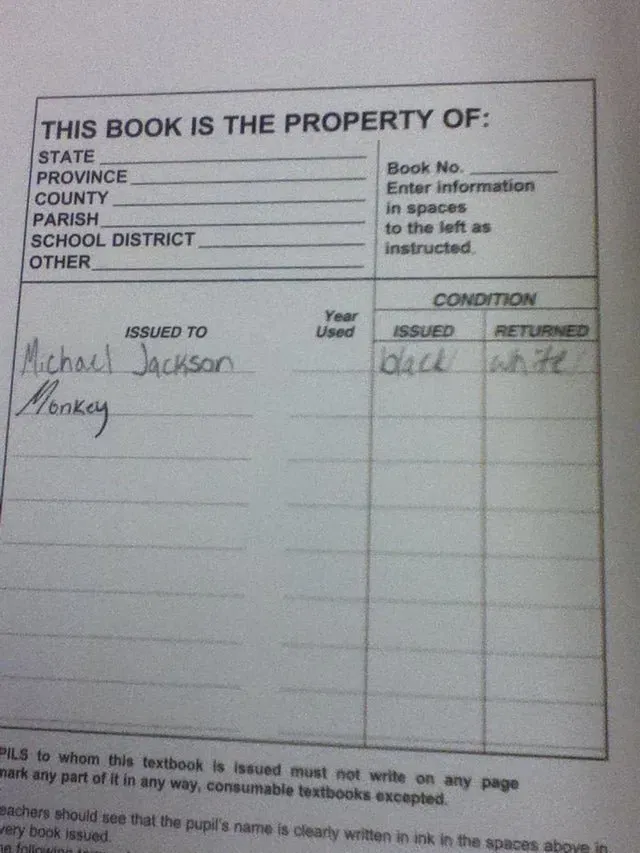 THIS BOOK IS THE PROPERTY OF:
STATE
PROVINCE
COUNTY
PARISH
SCHOOL DISTRICT
OTHER
Book No.
Enter information
in spaces
to the left as
instructed.
CONDITION
ISSUED TO
Year
Used
ISSUED
RETURNED
Michael Jackson
black
white
Monkey
PILS to whom this textbook is issued must not write on any page
mark any part of it in any way, consumable textbooks excepted.
eachers should see that the pupil's name is clearly written in ink in the spaces above in
very book issued.
following